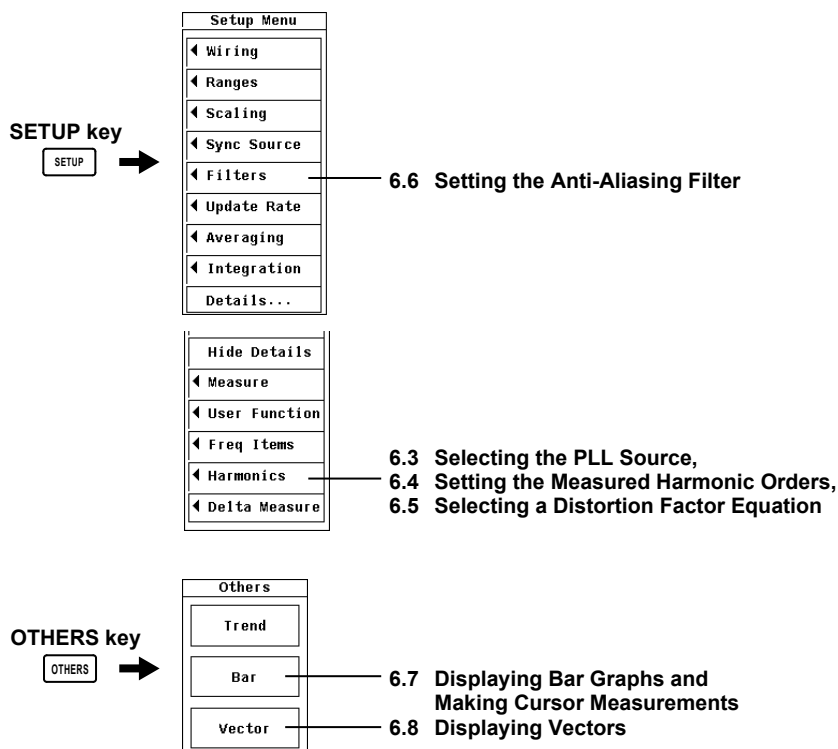 Setup Menu
Wiring
Ranges
Scaling
SETUP key
SETUP
Sync Source
Filters
6.6 Setting the Anti-Aliasing Filter
Update Rate
Averaging
Integration
Details...
Hide Details
Measure
User Function
Freq Items
Harmonics
Delta Measure
6.3 Selecting the PLL Source,
6.4 Setting the Measured Harmonic Orders,
6.5 Selecting a Distortion Factor Equation
Others
OTHERS key
OTHERS
Trend
Bar
6.7 Displaying Bar Graphs and
Making Cursor Measurements
Vector
6.8 Displaying Vectors